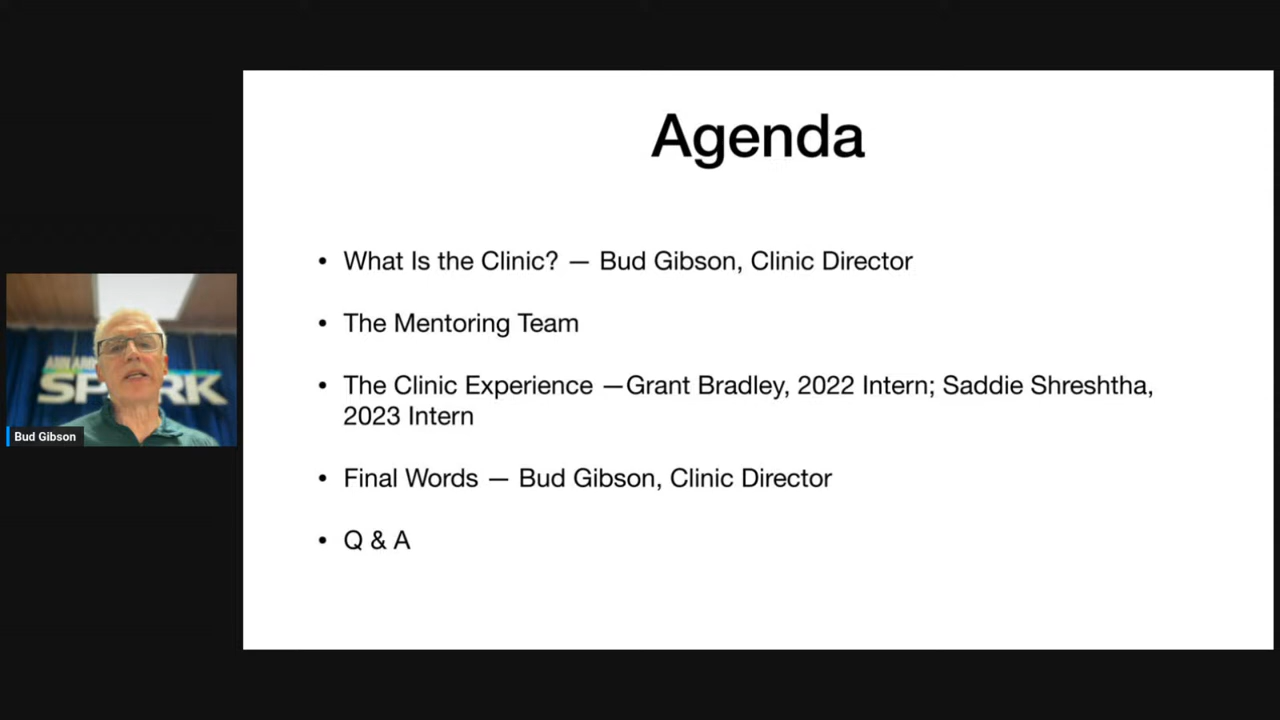 Agenda
• What Is the Clinic? — Bud Gibson, Clinic Director
• The Mentoring Team
• The Clinic Experience —Grant Bradley, 2022 Intern; Saddie Shreshtha,
2023 Intern
• Final Words — Bud Gibson, Clinic Director
• Q & A
SPARK
Bud Gibson